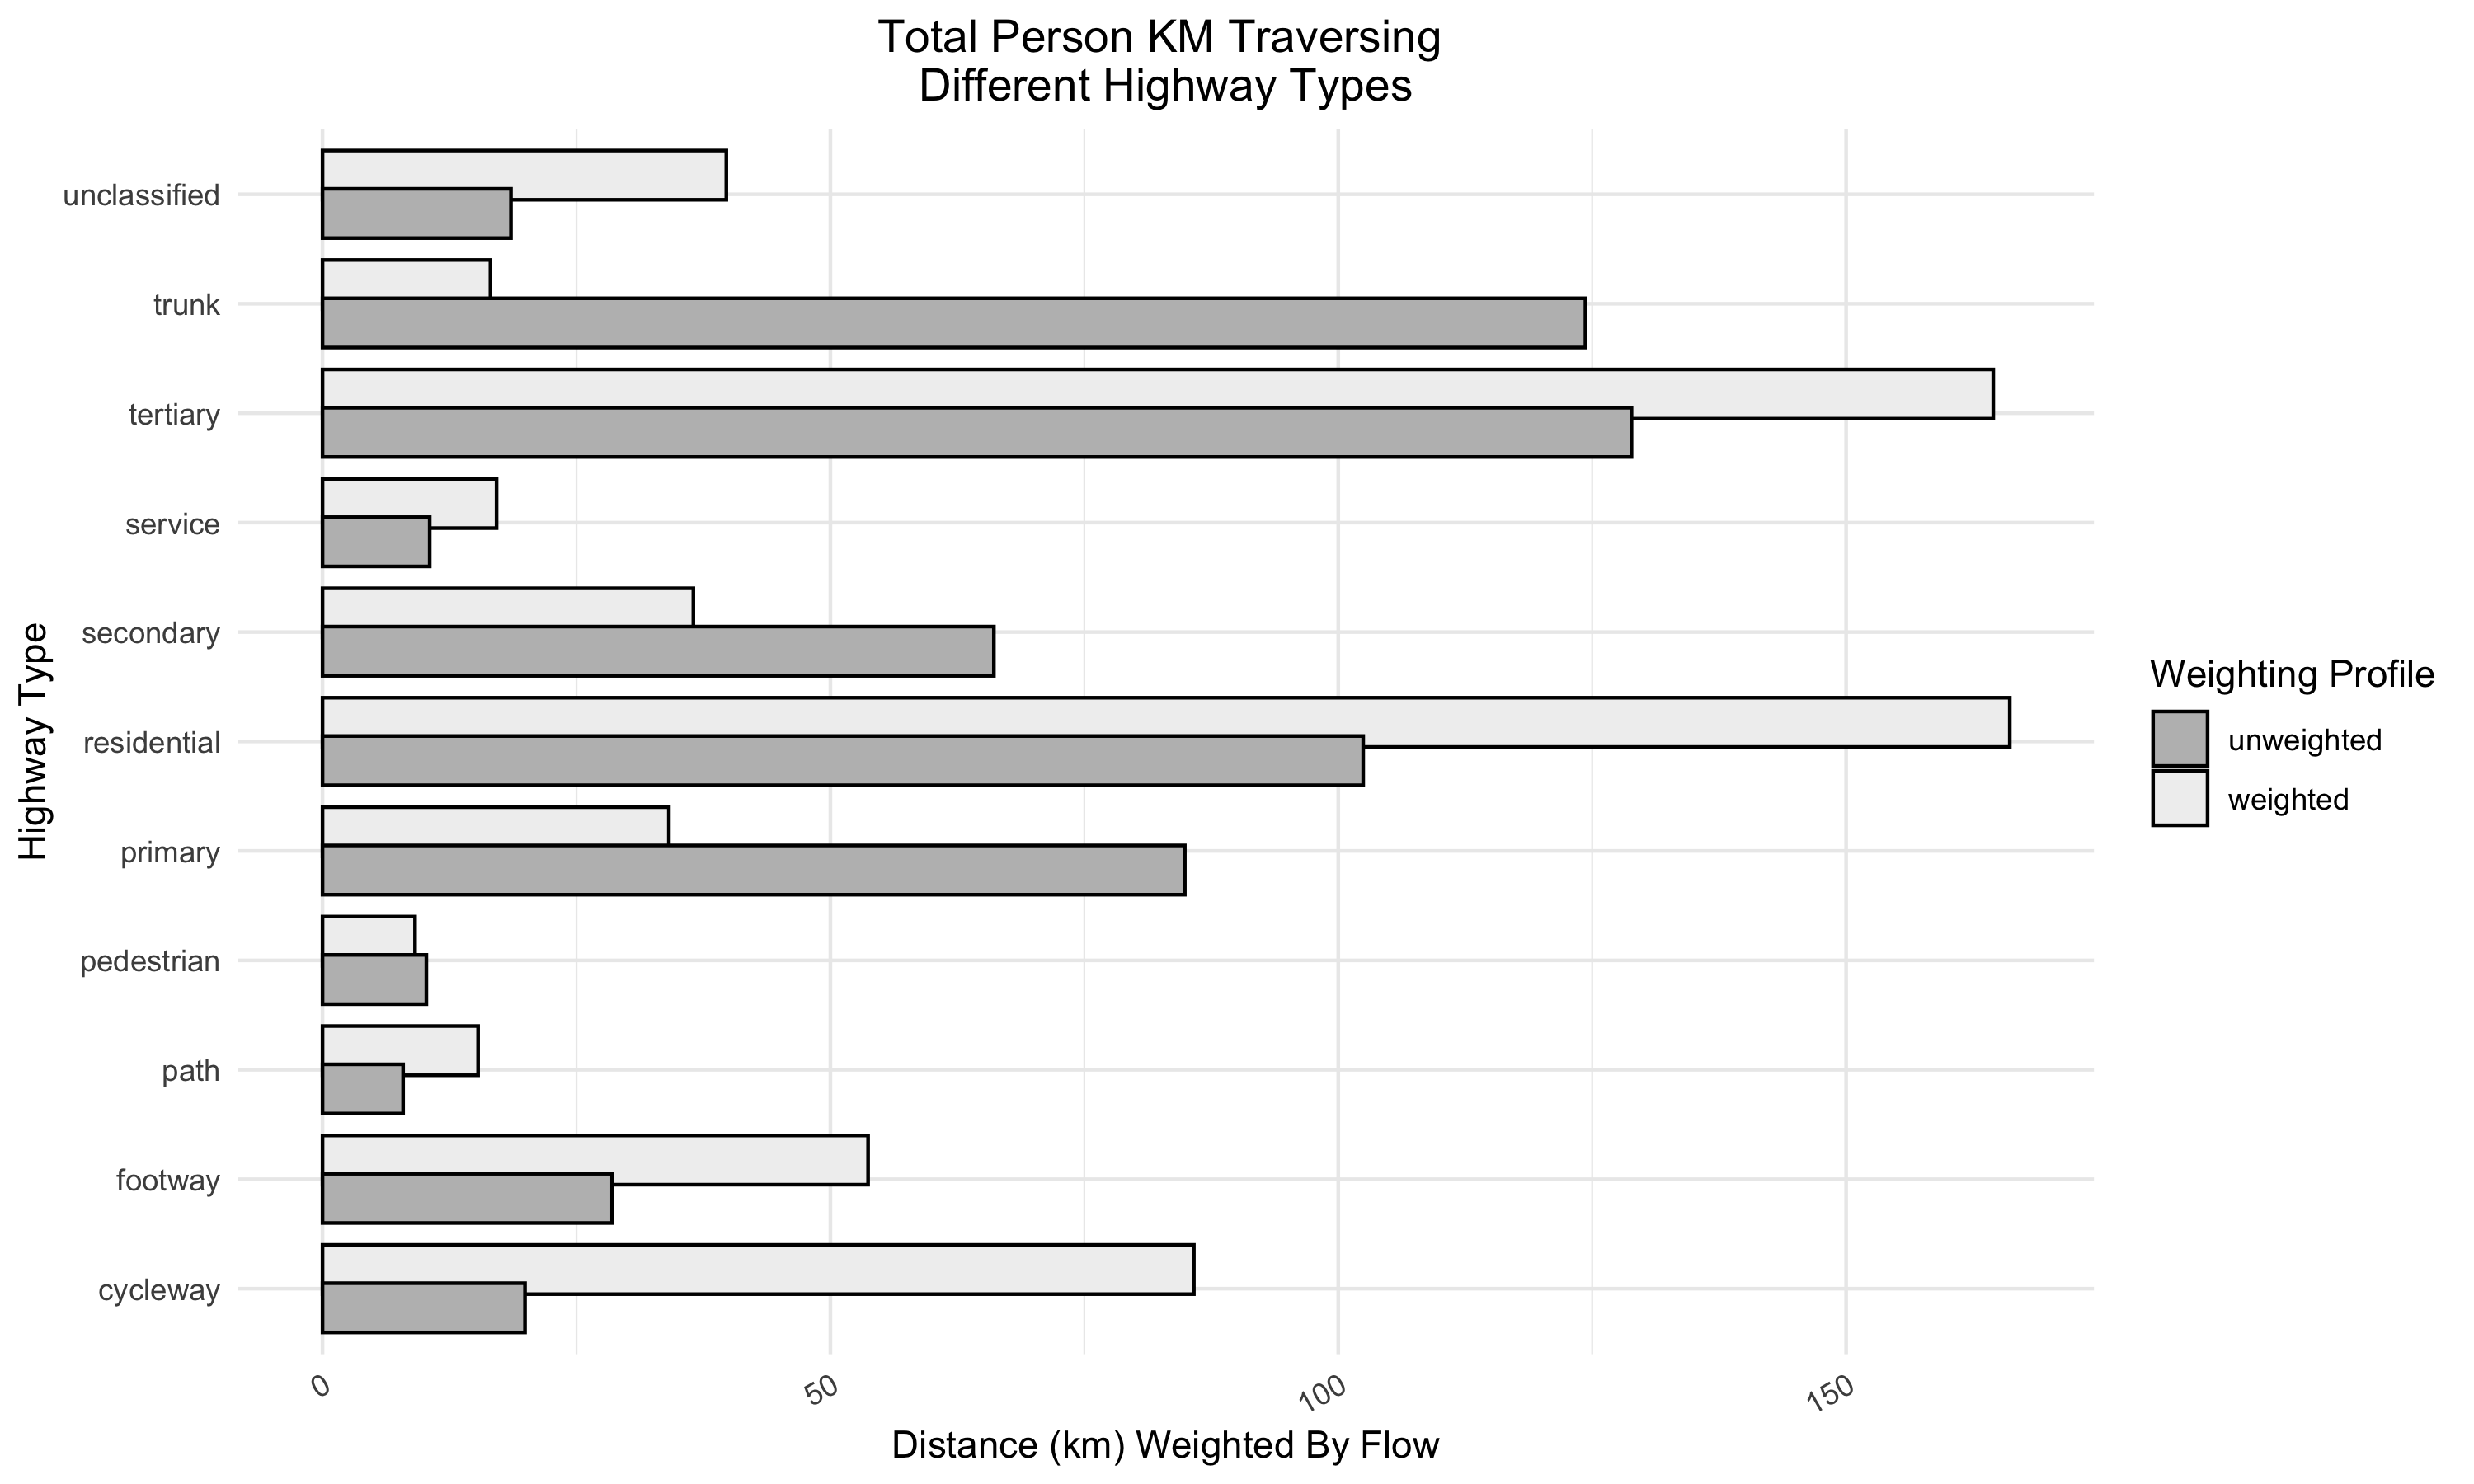 Total Person KM Traversing
Different Highway Types
Highway Type
unclassified
trunk
tertiary
service
secondary
residential
primary
pedestrian
path
footway
cycleway
0
50
100
150
Distance (km) Weighted By Flow
Weighting Profile
unweighted
weighted